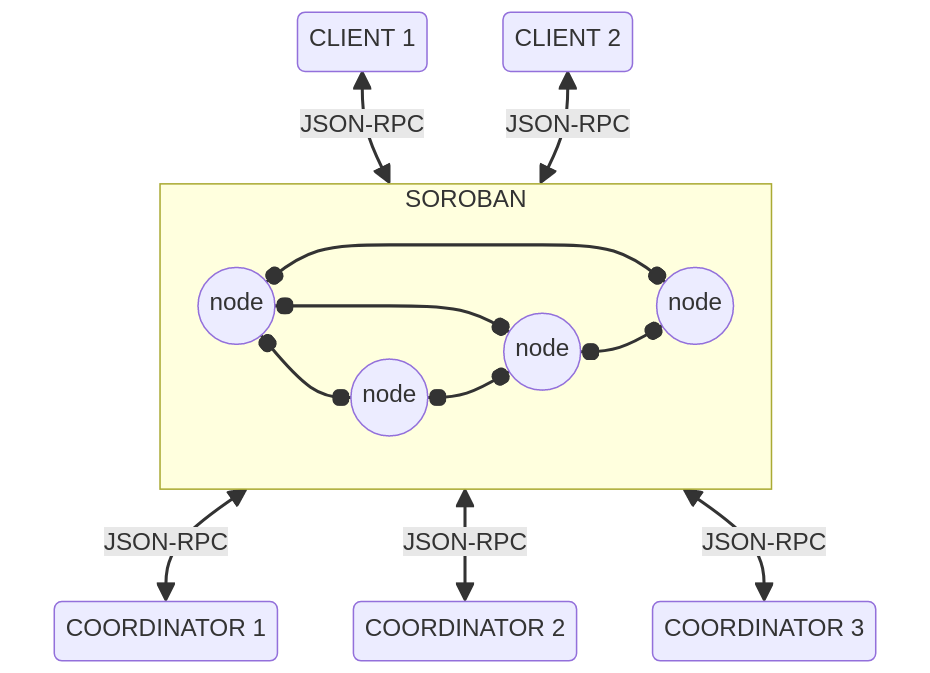 CLIENT 1
CLIENT 2
JSON-RPC
JSON-RPC
SOROBAN
node
node
node
node
JSON-RPC
JSON-RPC
JSON-RPC
COORDINATOR 1
COORDINATOR 2
COORDINATOR 3